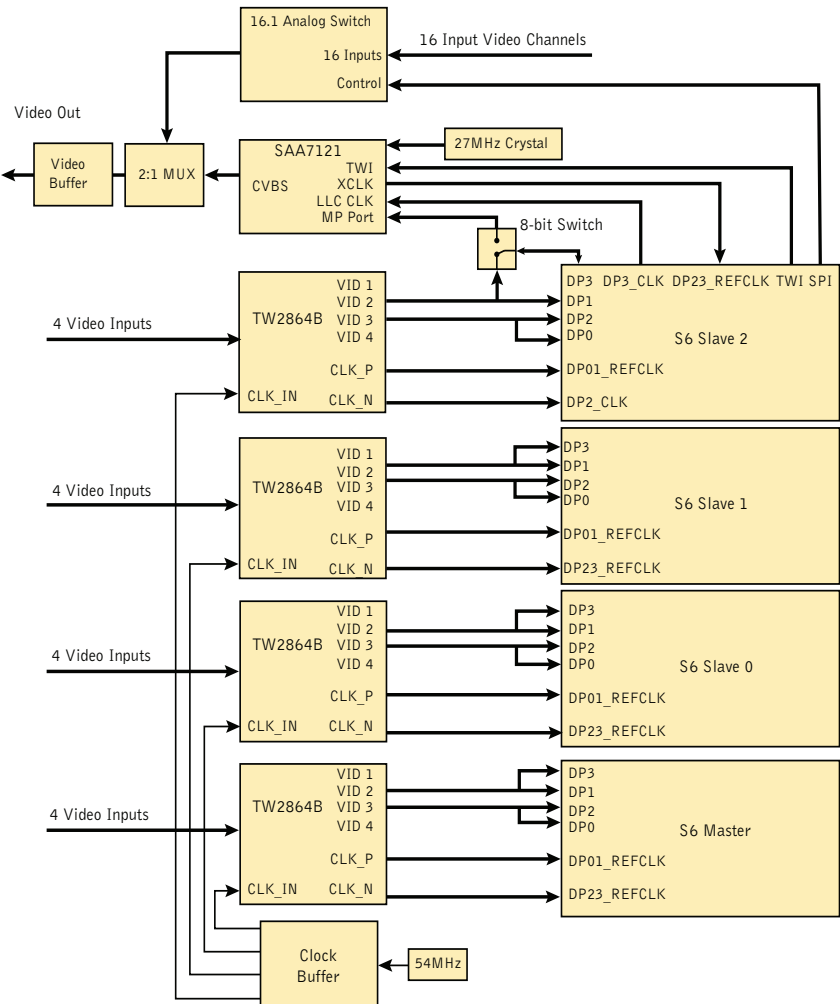 16.1 Analog Switch
16 Inputs
Control
16 Input Video Channels
Video Out
Video
Buffer
2:1 MUX
SAA7121
CVBS
TWI
XCLK
LLC CLK
MP Port
27MHz Crystal
8-bit Switch
4 Video Inputs
TW2864B
VID 1
VID 2
VID 3
VID 4
CLK_P
CLK_IN
CLK_N
DP3
DP3_CLK
DP23_REFCLK
TWI
SPI
DP1
DP2
DP0
S6 Slave 2
DP01_REFCLK
DP2_CLK
4 Video Inputs
TW2864B
VID 1
VID 2
VID 3
VID 4
CLK_P
CLK_IN
CLK_N
DP3
DP1
DP2
DP0
S6 Slave 1
DP01_REFCLK
DP23_REFCLK
4 Video Inputs
TW2864B
VID 1
VID 2
VID 3
VID 4
CLK_P
CLK_IN
CLK_N
DP3
DP1
DP2
DP0
S6 Slave 0
DP01_REFCLK
DP23_REFCLK
4 Video Inputs
TW2864B
VID 1
VID 2
VID 3
VID 4
CLK_P
CLK_IN
CLK_N
DP3
DP1
DP2
DP0
S6 Master
DP01_REFCLK
DP23_REFCLK
Clock
Buffer
54MHz